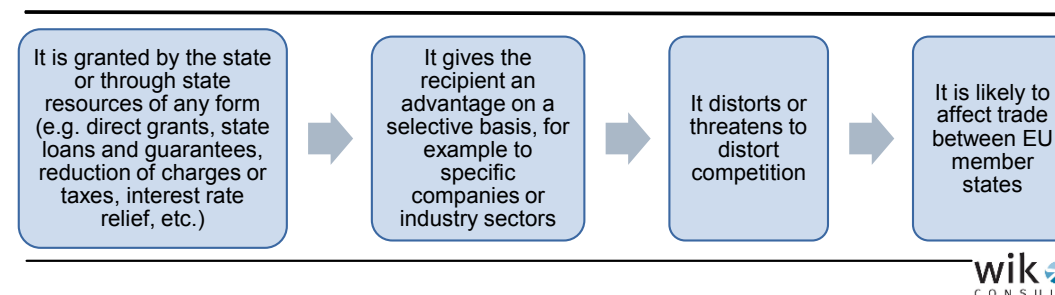 It is granted by the state
or through state
resources of any form
(e.g. direct grants, state
loans and guarantees,
reduction of charges or
taxes, interest rate
relief, etc.)
It gives the
recipient an
advantage on a
selective basis, for
example to
specific
companies or
industry sectors
It distorts or
threatens to
distort
competition
It is likely to
affect trade
between EU
member
states
wik